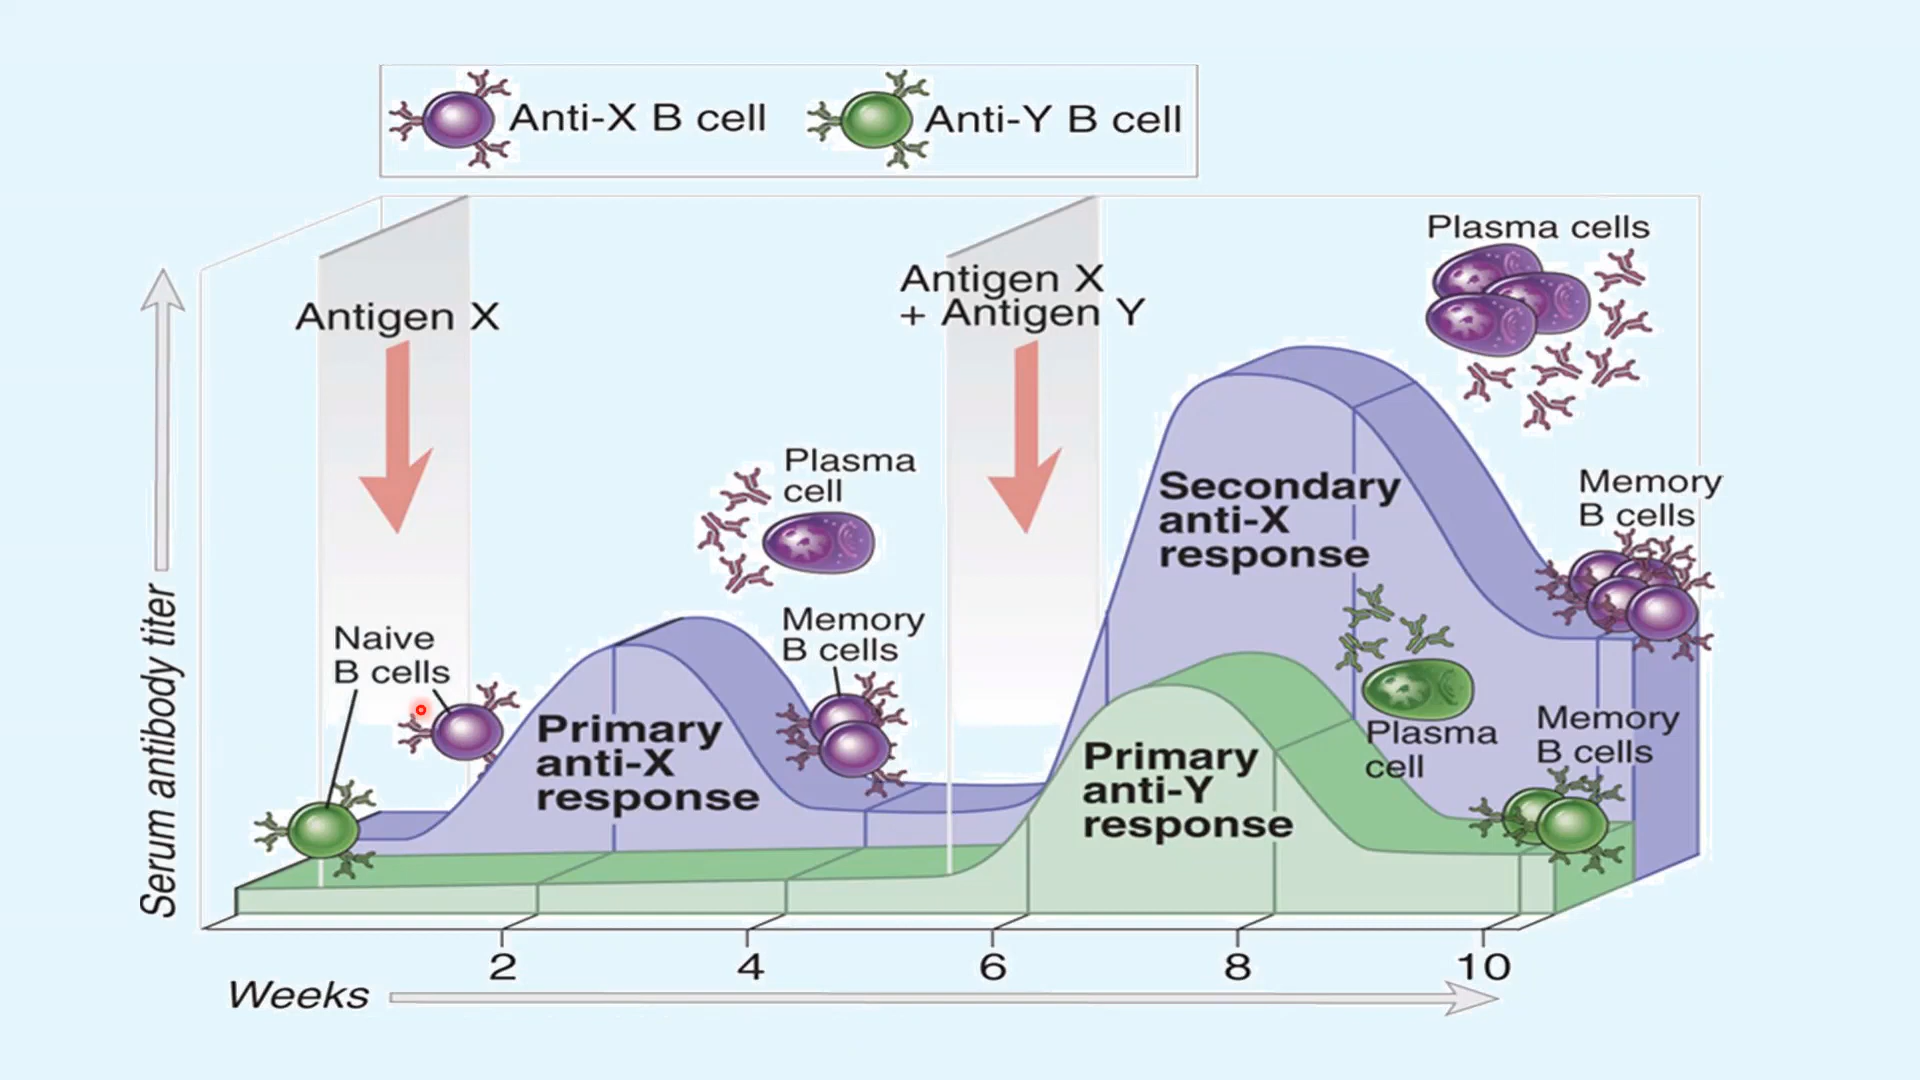 Anti-X B cell
Anti-Y B cell
Antigen X
Antigen X
+ Antigen Y
Plasma cells
Plasma
cell
Memory
B cells
Naive
B cells
Memory
B cells
Secondary
anti-X
response
Primary
anti-X
response
Primary
anti-Y
response
Plasma
cell
Memory
B cells
Serum antibody titer
2 4 6 8 10
Weeks